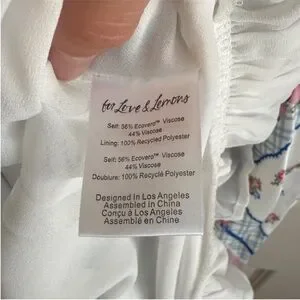 for Love & Lemons
Self: 56% Ecovero™ Viscose
44% Viscose
Lining: 100% Recycled Polyester
Self: 56% Ecovero™ Viscose
44% Viscose
Doublure: 100% Recyclé Polyester
Designed In Los Angeles
Assembled in China
Conçu à Los Angeles
Assemblé en Chine